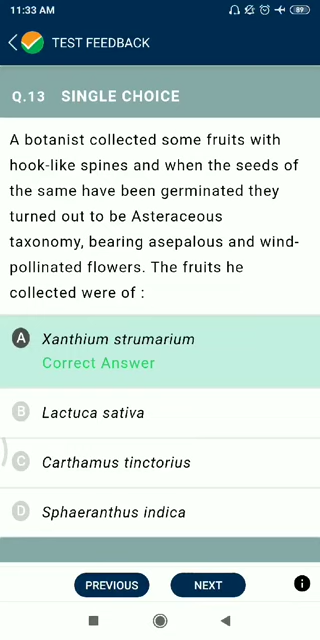 11:33 AM
89
TEST FEEDBACK
Q.13 SINGLE CHOICE
A botanist collected some fruits with
hook-like spines and when the seeds of
the same have been germinated they
turned out to be Asteraceous
taxonomy, bearing asepalous and wind-
pollinated flowers. The fruits he
collected were of :
A Xanthium strumarium
Correct Answer
B Lactuca sativa
C Carthamus tinctorius
D Sphaeranthus indica
PREVIOUS NEXT